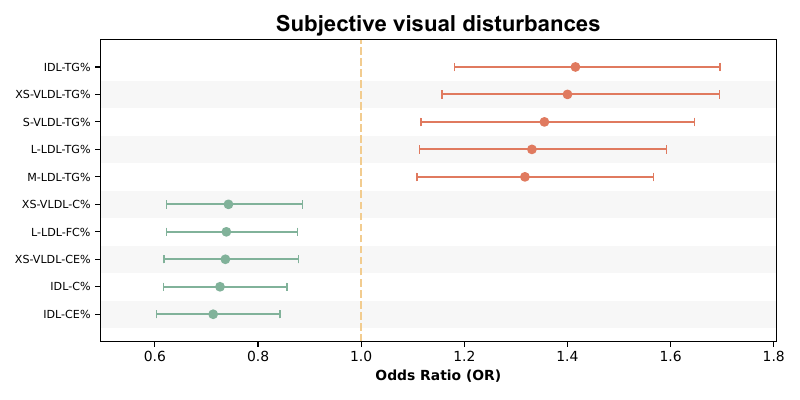 Subjective visual disturbances
IDL-TG%
XS-VLDL-TG%
S-VLDL-TG%
L-LDL-TG%
M-LDL-TG%
XS-VLDL-C%
L-LDL-FC%
XS-VLDL-CE%
IDL-C%
IDL-CE%
0.6 0.8 1.0 1.2 1.4 1.6 1.8
Odds Ratio (OR)